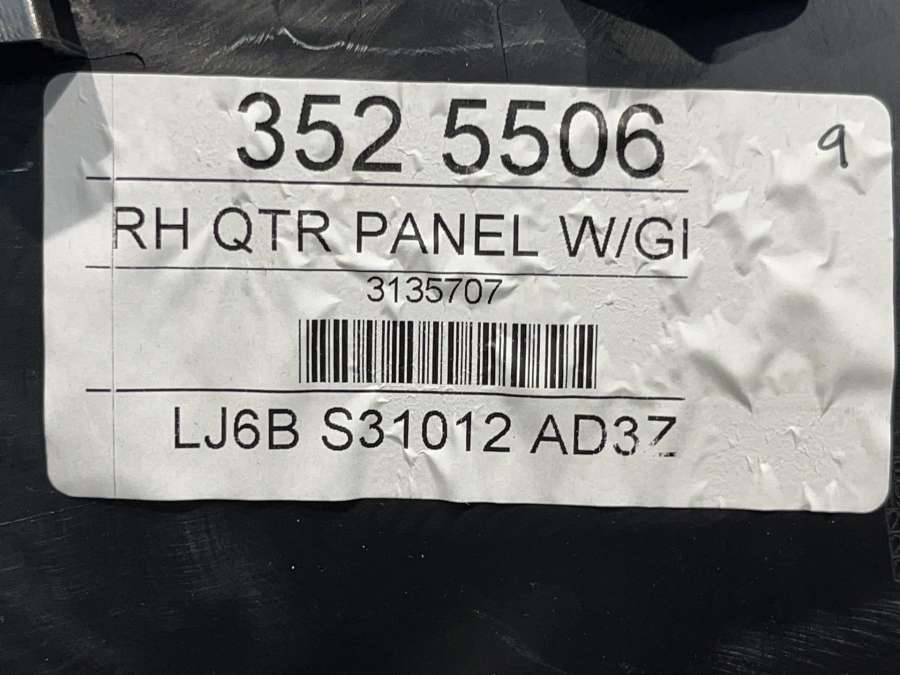 352 5506
9
RH QTR PANEL W/GI
3135707
LJ6B S31012 AD3Z